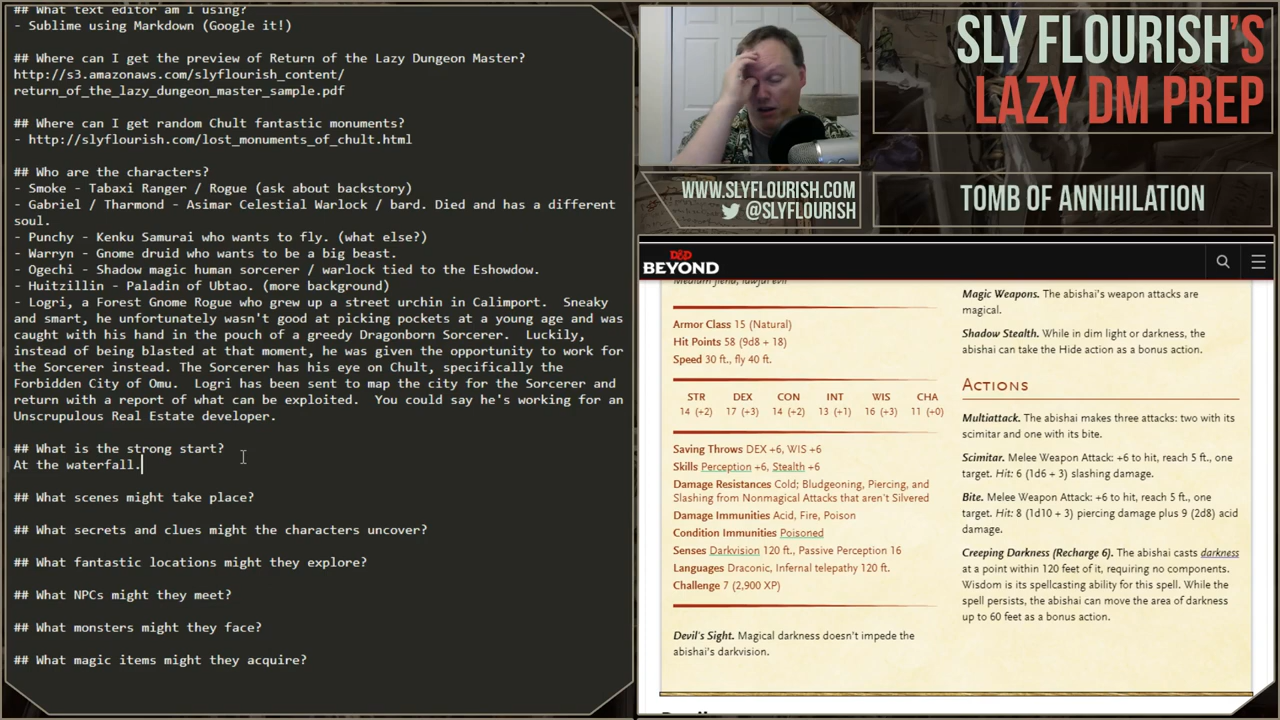 ## What text editor am I using?
- Sublime using Markdown (Google it!)
## Where can I get the preview of Return of the Lazy Dungeon Master?
http://s3.amazonaws.com/slyflourish_content/
return_of_the_lazy_dungeon_master_sample.pdf
## Where can I get random Chult fantastic monuments?
- http://slyflourish.com/lost_monuments_of_chult.html
## Who are the characters?
- Smoke - Tabaxi Ranger / Rogue (ask about backstory)
- Gabriel / Tharmond - Asimar Celestial Warlock / bard. Died and has a different
soul.
- Punchy - Kenku Samurai who wants to fly. (what else?)
- Warryn - Gnome druid who wants to be a big beast.
- Ogechi - Shadow magic human sorcerer / warlock tied to the Eshowdow.
- Huitzillin - Paladin of Ubtao. (more background)
- Logri, a Forest Gnome Rogue who grew up a street urchin in Calimport.  Sneaky
and smart, he unfortunately wasn't good at picking pockets at a young age and was
caught with his hand in the pouch of a greedy Dragonborn Sorcerer.  Luckily,
instead of being blasted at that moment, he was given the opportunity to work for
the Sorcerer instead. The Sorcerer has his eye on Chult, specifically the
Forbidden City of Omu.  Logri has been sent to map the city for the Sorcerer and
return with a report of what can be exploited.  You could say he's working for an
Unscrupulous Real Estate developer.
## What is the strong start?
At the waterfall.
## What scenes might take place?
## What secrets and clues might the characters uncover?
## What fantastic locations might they explore?
## What NPCs might they meet?
## What monsters might they face?
## What magic items might they acquire?
SLY FLOURISH'S
LAZY DM PREP
WWW.SLYFLOURISH.COM
@SLYFLOURISH
TOMB OF ANNIHILATION
D&D
BEYOND
Medium fiend, lawful evil
Armor Class 15 (Natural)
Hit Points 58 (9d8 + 18)
Speed 30 ft., fly 40 ft.
STR DEX CON INT WIS CHA
14 (+2) 17 (+3) 14 (+2) 13 (+1) 16 (+3) 11 (+0)
Saving Throws DEX +6, WIS +6
Skills Perception +6, Stealth +6
Damage Resistances Cold; Bludgeoning, Piercing, and
Slashing from Nonmagical Attacks that aren't Silvered
Damage Immunities Acid, Fire, Poison
Condition Immunities Poisoned
Senses Darkvision 120 ft., Passive Perception 16
Languages Draconic, Infernal telepathy 120 ft.
Challenge 7 (2,900 XP)
Devil's Sight. Magical darkness doesn't impede the
abishai's darkvision.
Magic Weapons. The abishai's weapon attacks are
magical.
Shadow Stealth. While in dim light or darkness, the
abishai can take the Hide action as a bonus action.
ACTIONS
Multiattack. The abishai makes three attacks: two with its
scimitar and one with its bite.
Scimitar. Melee Weapon Attack: +6 to hit, reach 5 ft., one
target. Hit: 6 (1d6 + 3) slashing damage.
Bite. Melee Weapon Attack: +6 to hit, reach 5 ft., one
target. Hit: 8 (1d10 + 3) piercing damage plus 9 (2d8) acid
damage.
Creeping Darkness (Recharge 6). The abishai casts darkness
at a point within 120 feet of it, requiring no components.
Wisdom is its spellcasting ability for this spell. While the
spell persists, the abishai can move the area of darkness
up to 60 feet as a bonus action.